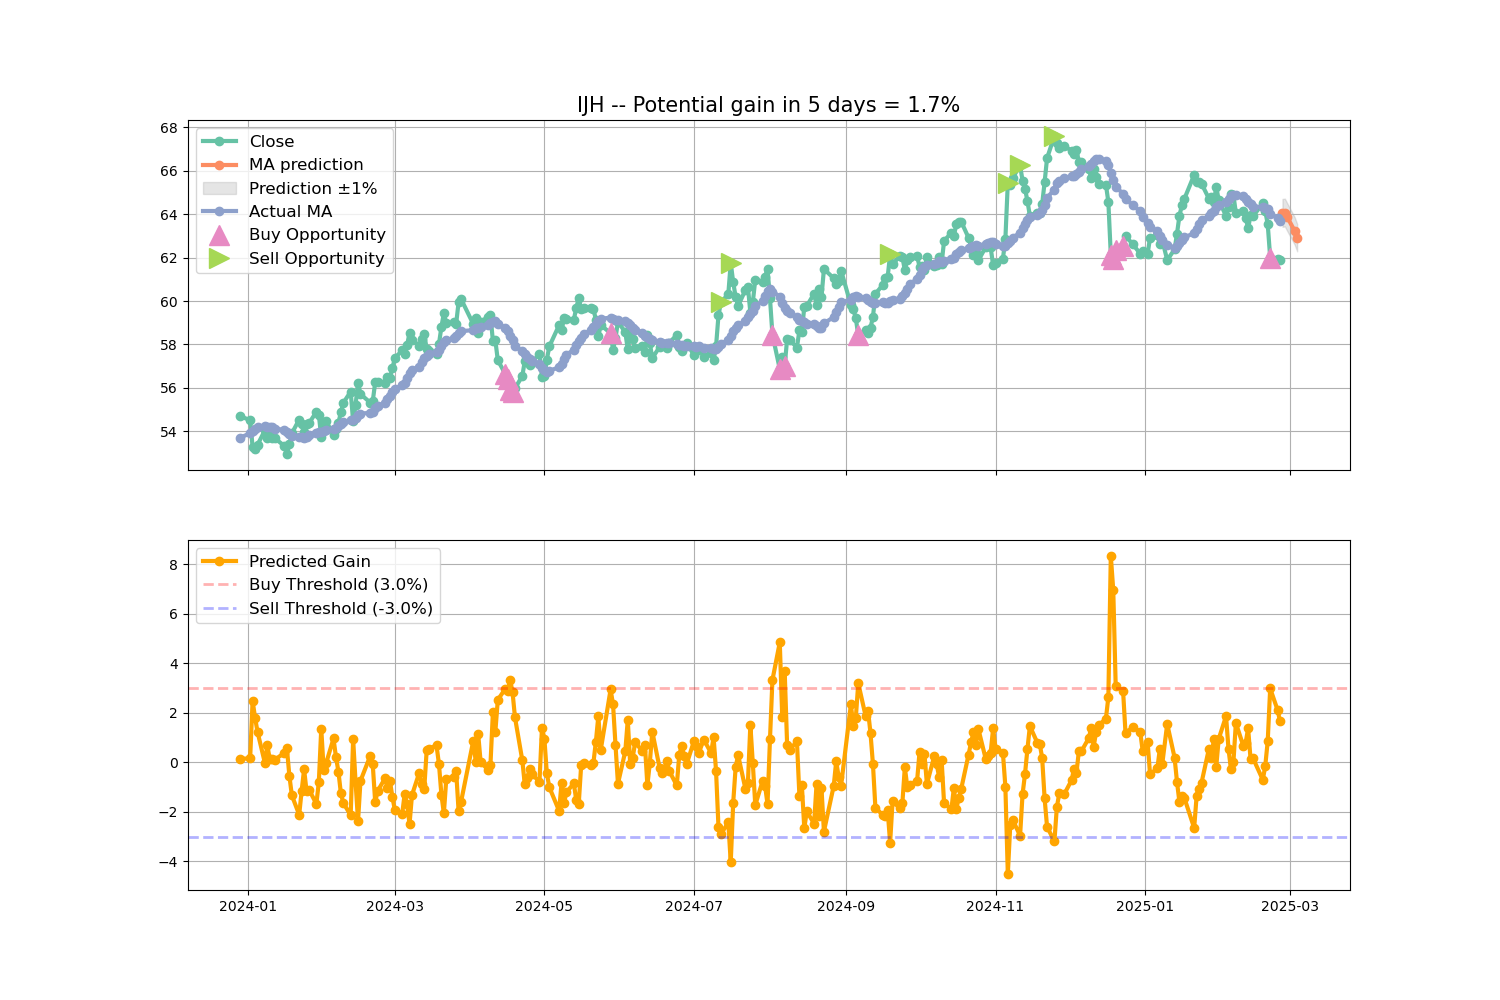 IJH -- Potential gain in 5 days = 1.7%
68
66
64
62
60
58
56
54
Close
MA prediction
Prediction ±1%
Actual MA
Buy Opportunity
Sell Opportunity
8
6
4
2
0
−2
−4
Predicted Gain
Buy Threshold (3.0%)
Sell Threshold (-3.0%)
2024-01
2024-03
2024-05
2024-07
2024-09
2024-11
2025-01
2025-03